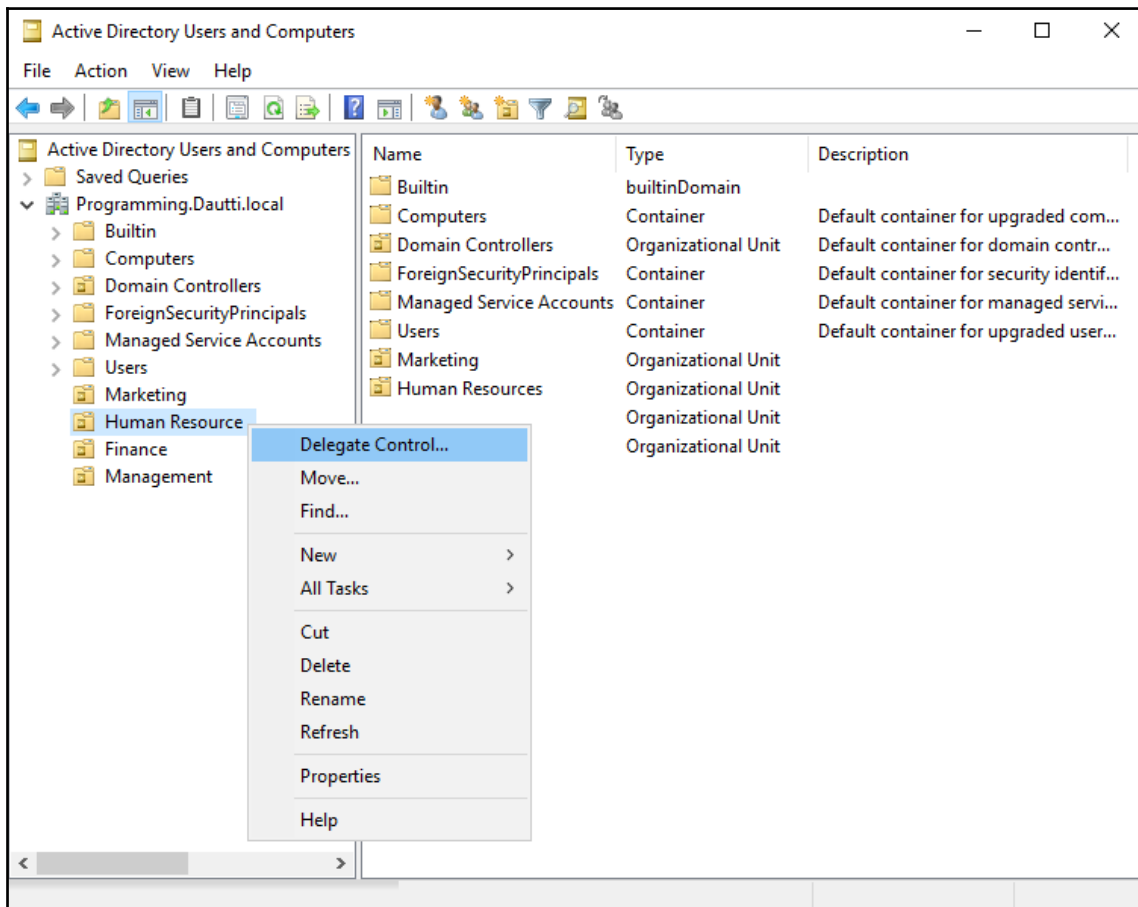 Active Directory Users and Computers
File Action View Help
Active Directory Users and Computers
Saved Queries
Programming.Dautti.local
Builtin
Computers
Domain Controllers
ForeignSecurityPrincipals
Managed Service Accounts
Users
Marketing
Human Resource
Finance
Management
Name Type Description
Builtin builtinDomain
Computers Container Default container for upgraded com...
Domain Controllers Organizational Unit Default container for domain contr...
ForeignSecurityPrincipals Container Default container for security identif...
Managed Service Accounts Container Default container for managed servi...
Users Container Default container for upgraded user...
Marketing Organizational Unit
Human Resources Organizational Unit
Organizational Unit
Organizational Unit
Delegate Control...
Move...
Find...
New
All Tasks
Cut
Delete
Rename
Refresh
Properties
Help